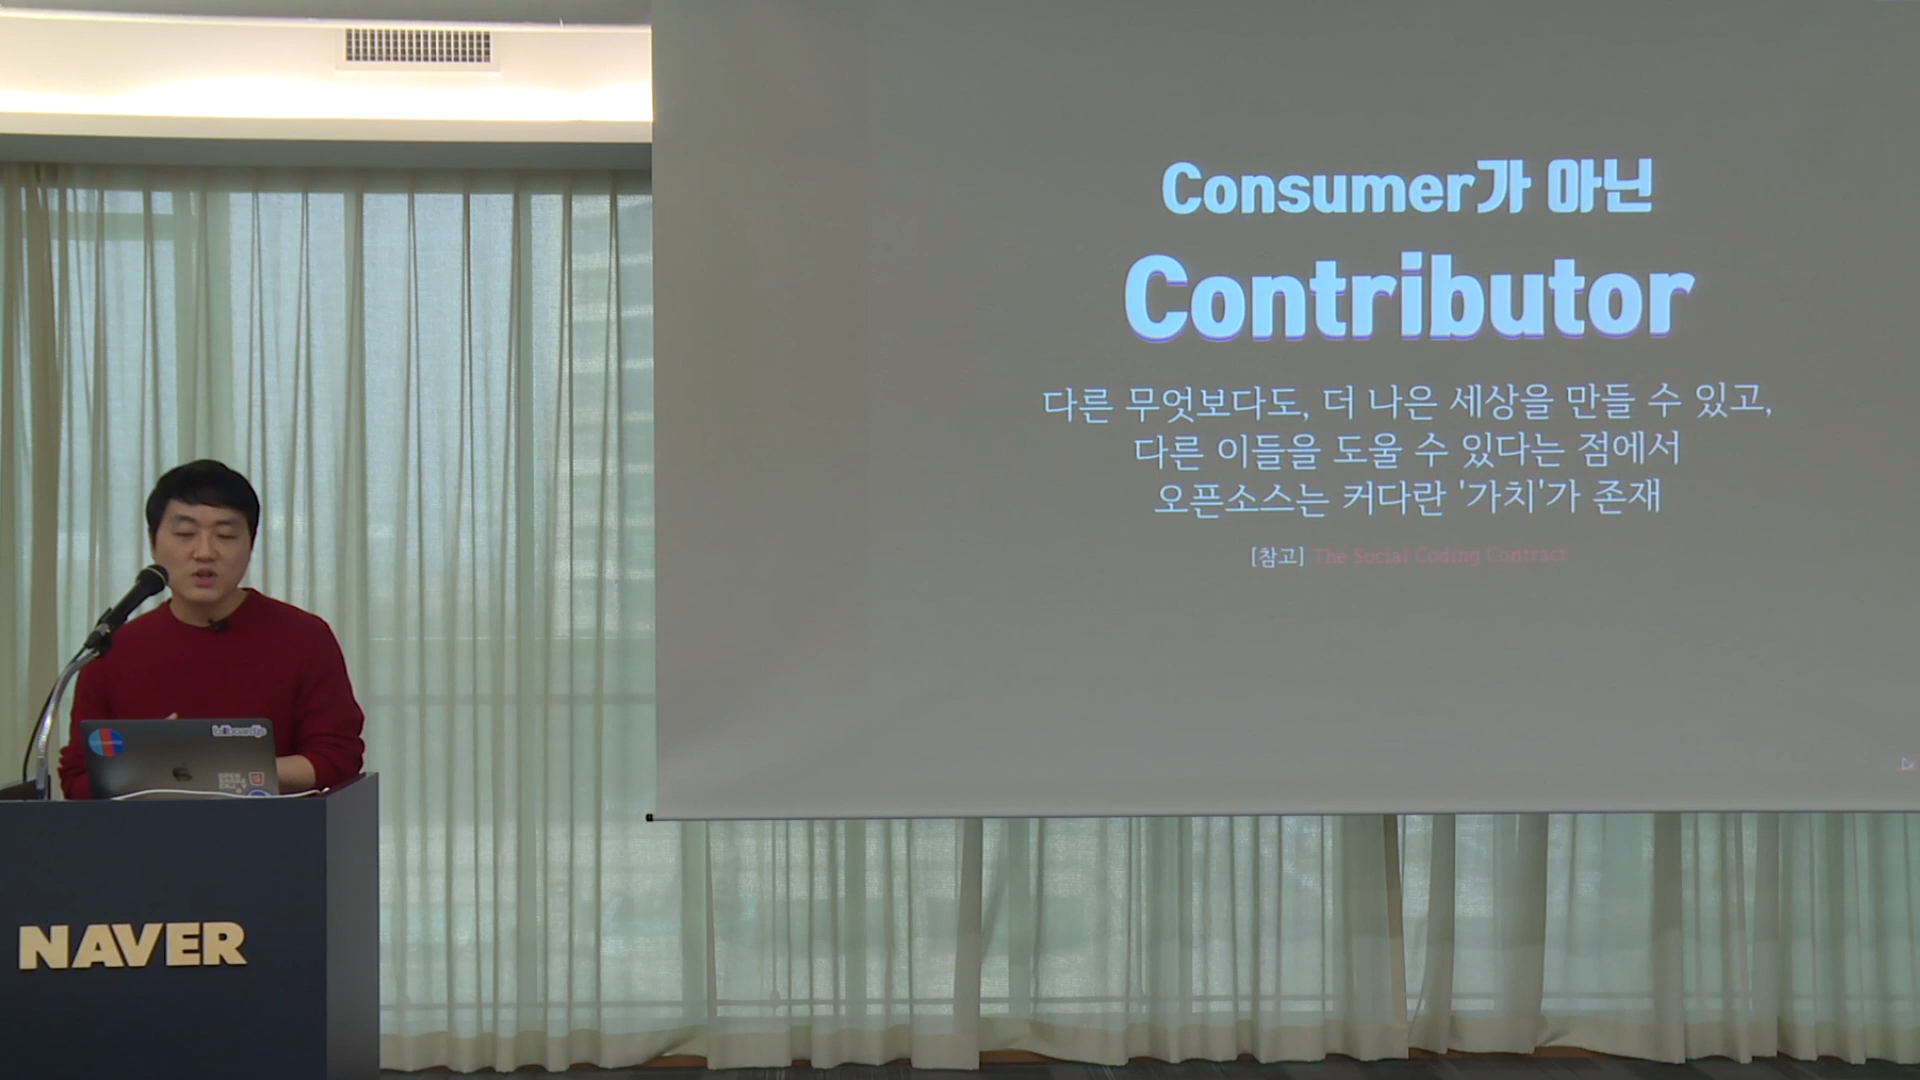 Consumer가 아닌
Contributor
다른 무엇보다도, 더 나은 세상을 만들 수 있고,
다른 이들을 도울 수 있다는 점에서
오픈소스는 커다란 '가치'가 존재
[참고] The Social Coding Contract
billboard.js
NAVER